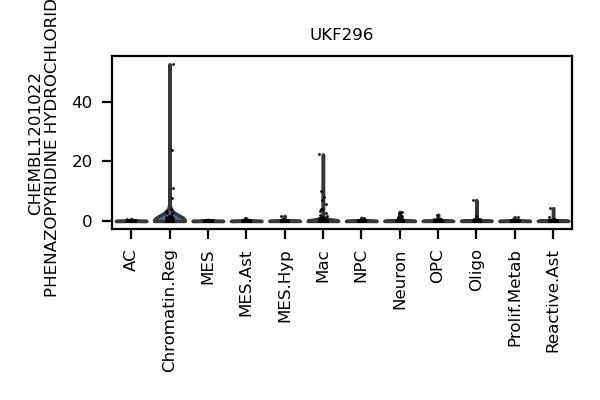 UKF296
CHEMBL1201022
PHENAZOPYRIDINE HYDROCHLORID
40
20
0
AC
Chromatin.Reg
MES
MES.Ast
MES.Hyp
Mac
NPC
Neuron
OPC
Oligo
Prolif.Metab
Reactive.Ast